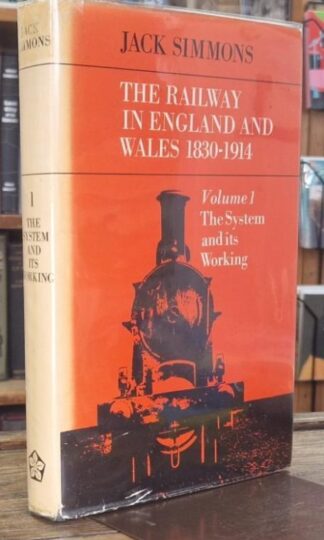 JACK SIMMONS
THE RAILWAY
IN ENGLAND AND
WALES 1830-1914
Volume 1
The System
and its
Working
JACK
SIMMONS
1
THE
SYSTEM
AND
ITS
WORKING